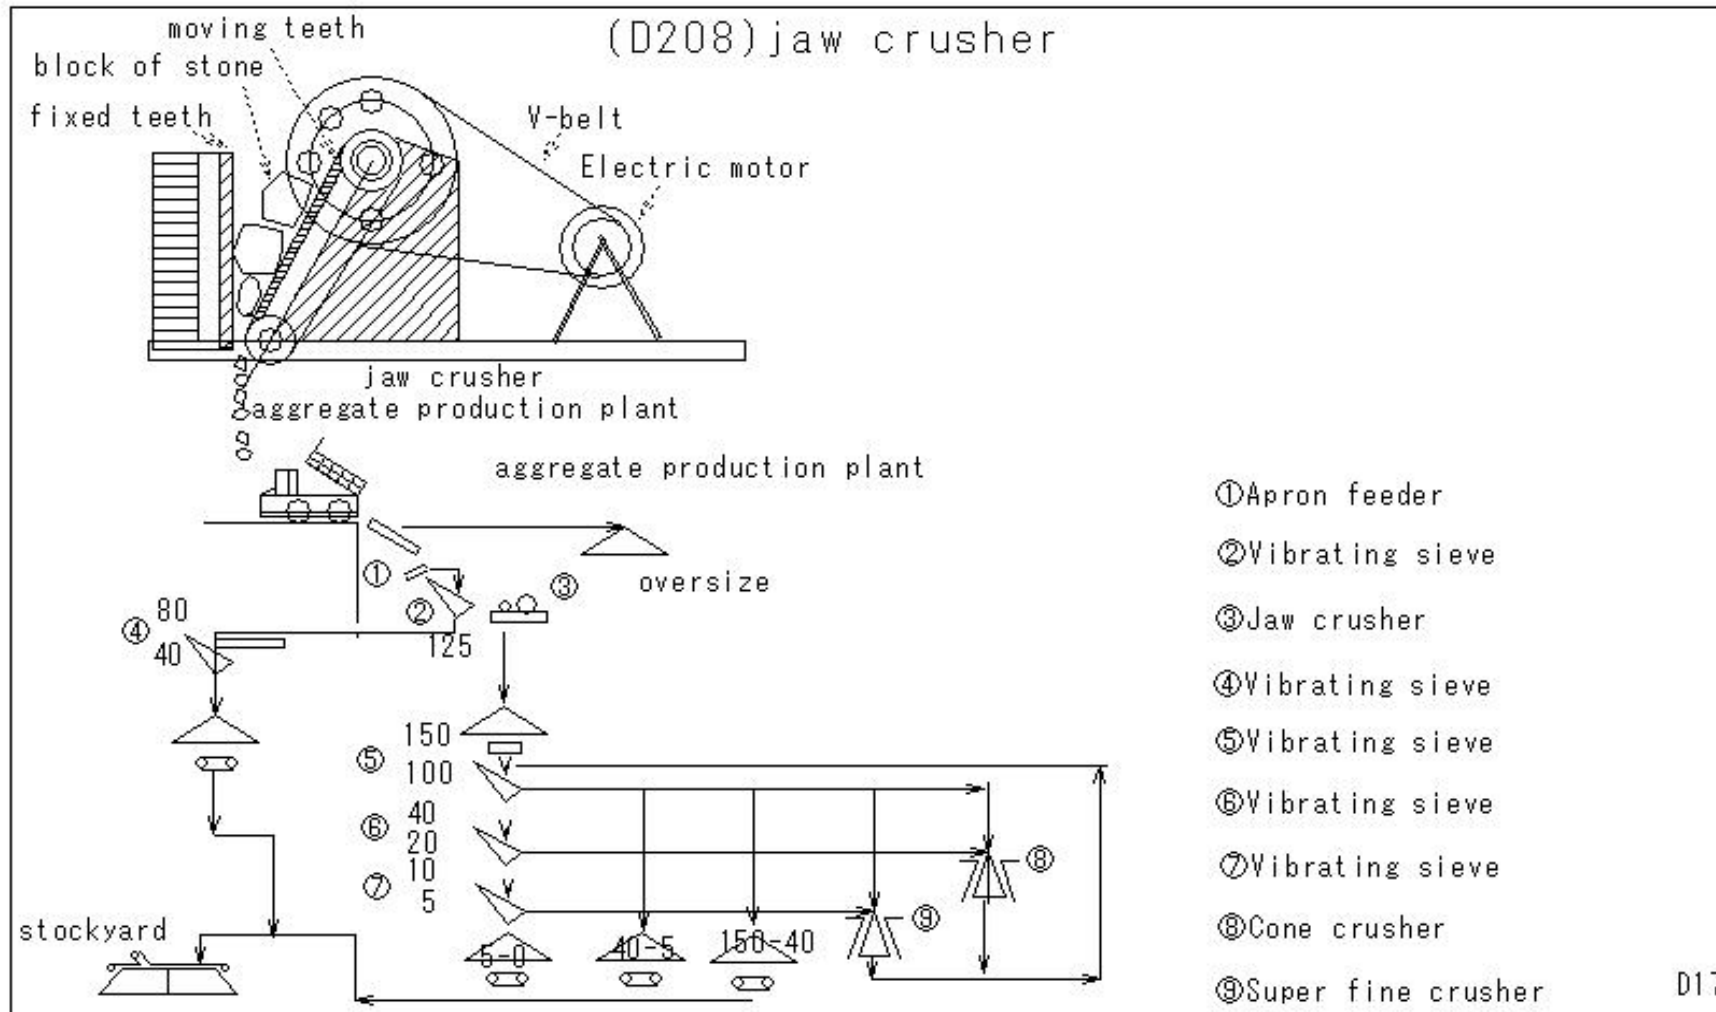 (D208)jaw crusher
moving teeth
block of stone
fixed teeth
V-belt
Electric motor
jaw crusher
aggregate production plant
aggregate production plant
oversize
①
②
③
④
80
40
125
150
⑤
100
40
⑥
20
10
⑦
5
⑧
⑨
5-0
40-5
150-40
stockyard
①Apron feeder
②Vibrating sieve
③Jaw crusher
④Vibrating sieve
⑤Vibrating sieve
⑥Vibrating sieve
⑦Vibrating sieve
⑧Cone crusher
⑨Super fine crusher
D17